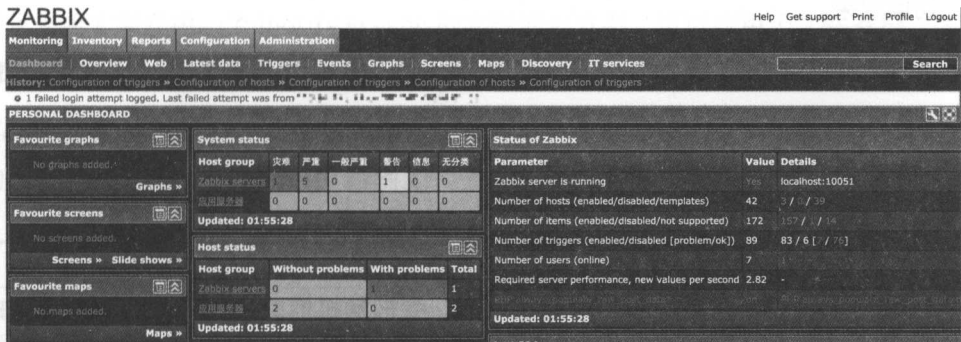 ZABBIX
Help Get support Print Profile Logout
Monitoring Inventory Reports Configuration Administration
Dashboard Overview Web Latest data Triggers Events Graphs Screens Maps Discovery IT services Search
History: Configuration of triggers » Configuration of hosts » Configuration of triggers » Configuration of hosts » Configuration of triggers
1 failed login attempt logged. Last failed attempt was from
PERSONAL DASHBOARD
Favourite graphs
No graphs added.
Graphs »
Favourite screens
No screens added.
Screens » Slide shows »
Favourite maps
No maps added.
Maps »
System status
Host group 灾难 严重 一般严重 警告 信息 无分类
Zabbix servers 1 5 0 1 0 0
应用服务器 0 0 0 0 0 0
Updated: 01:55:28
Host status
Host group Without problems With problems Total
Zabbix servers 0 1 1
应用服务器 2 0 2
Updated: 01:55:28
Status of Zabbix
Parameter Value Details
Zabbix server is running Yes localhost:10051
Number of hosts (enabled/disabled/templates) 42 3 / 0 / 39
Number of items (enabled/disabled/not supported) 172 157 / 1 / 14
Number of triggers (enabled/disabled [problem/ok]) 89 83 / 6 [7 / 76]
Number of users (online) 7 1
Required server performance, new values per second 2.82 -
Updated: 01:55:28